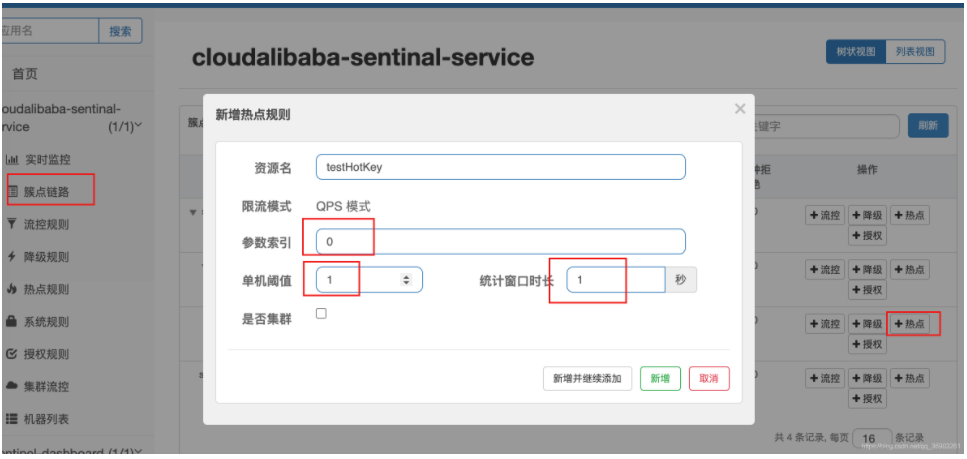 应用名 搜索
首页
oudalibaba-sentinal-
rvice (1/1)
实时监控
簇点链路
流控规则
降级规则
热点规则
系统规则
授权规则
集群流控
机器列表
entinel-dashboard (1/1)
cloudalibaba-sentinal-service
树状视图 列表视图
簇点
键字 刷新
操作
新增热点规则 ×
资源名 testHotKey
限流模式 QPS 模式
参数索引 0
单机阈值 1 统计窗口时长 1 秒
是否集群
新增并继续添加 新增 取消
+流控 +降级 +热点
+授权
+流控 +降级 +热点
+授权
+流控 +降级 +热点
+授权
+流控 +降级 +热点
+授权
共 4 条记录, 每页 16 条记录